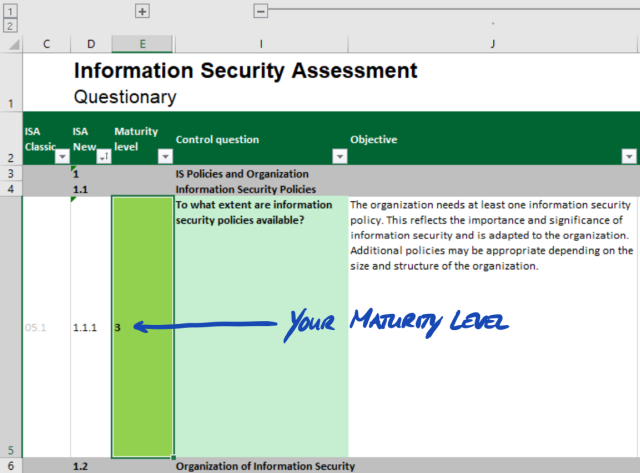 1
2
C D E I J
1 Information Security Assessment
Questionary
2 ISA Classic ISA New Maturity level Control question Objective
3 1 IS Policies and Organization
4 1.1 Information Security Policies
To what extent are information The organization needs at least one information security
security policies available? policy. This reflects the importance and significance of
information security and is adapted to the organization.
Additional policies may be appropriate depending on the
size and structure of the organization.
05.1 1.1.1 3 YOUR MATURITY LEVEL
5
6 1.2 Organization of Information Security